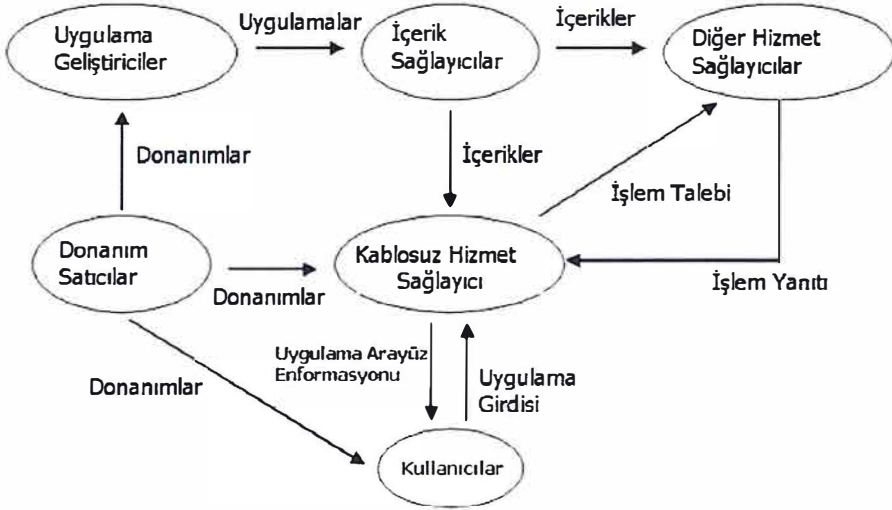 Uygulama
Geliştiriciler
Uygulamalar
İçerik
Sağlayıcılar
İçerikler
Diğer Hizmet
Sağlayıcılar
Donanımlar
İçerikler
İşlem Talebi
Donanım
Satıcılar
Donanımlar
Kablosuz Hizmet
Sağlayıcı
İşlem Yanıtı
Donanımlar
Uygulama Arayüz
Enformasyonu
Uygulama
Girdisi
Kullanıcılar